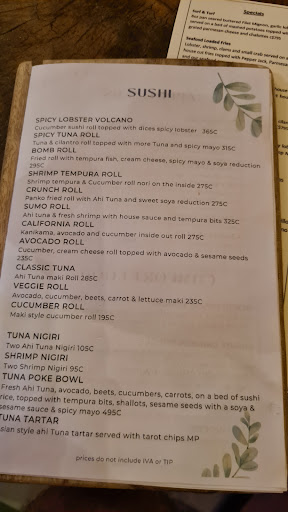 Specials
Surf & Turf
SUSHI
SPICY LOBSTER VOLCANO
Cucumber sushi roll topped with dices spicy lobster 365C
SPICY TUNA ROLL
Tuna & cilantro roll topped with more Tuna and spicy mayo 315C
BOMB ROLL
Fried roll with tempura fish, cream cheese, spicy mayo & soya reduction
295C
SHRIMP TEMPURA ROLL
Shrimp tempura & Cucumber roll nori on the inside 275C
CRUNCH ROLL
Panko fried roll with Ahi Tuna and sweet soya reduction 275C
SUMO ROLL
Ahi tuna & fresh shrimp with house sauce and tempura bits 325C
CALIFORNIA ROLL
Kanikama, avocado and cucumber inside out roll 275C
AVOCADO ROLL
Cucumber, cream cheese roll topped with avocado & sesame seeds
235C
CLASSIC TUNA
Ahi Tuna maki Roll 285C
VEGGIE ROLL
Avocado, cucumber, beets, carrot & lettuce maki 235C
CUCUMBER ROLL
Maki style cucumber roll 195C
TUNA NIGIRI
Two Ahi Tuna Nigiri 105C
SHRIMP NIGIRI
Two Shrimp Nigiri 95C
TUNA POKE BOWL
Fresh Ahi Tuna, avocado, beets, cucumbers, carrots, on a bed of sushi
rice, topped with tempura bits, shallots, sesame seeds with a soya &
sesame sauce & spicy mayo 495C
TUNA TARTAR
Asian style ahi Tuna tartar served with tarot chips MP
prices do not include IVA or TIP